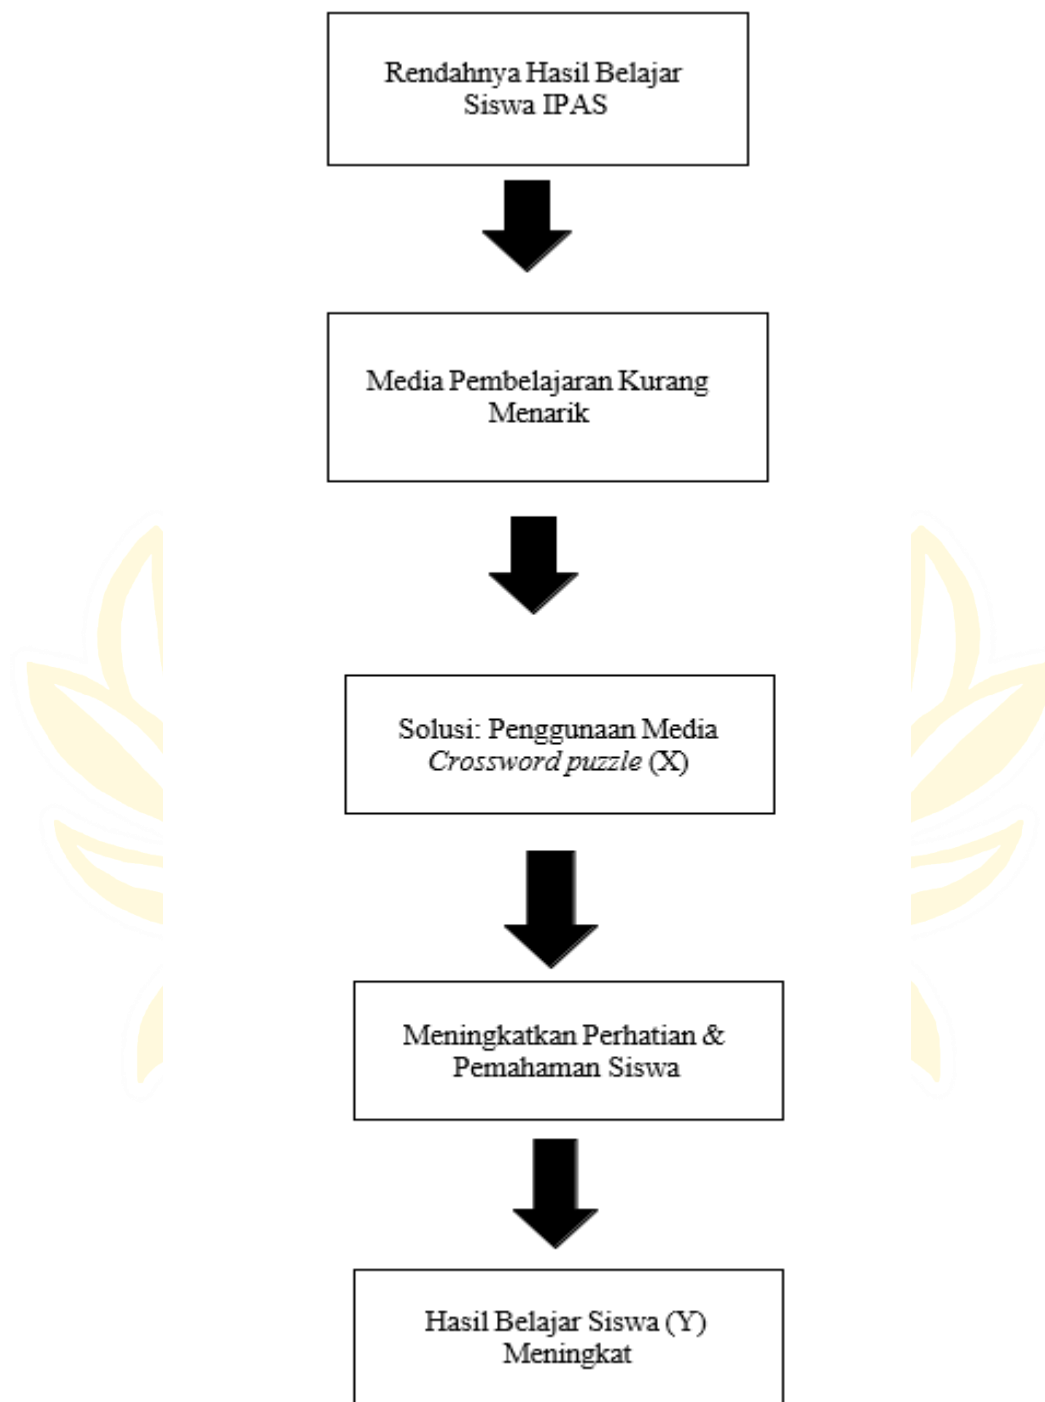 Rendahnya Hasil Belajar
Siswa IPAS
Media Pembelajaran Kurang
Menarik
Solusi: Penggunaan Media
Crossword puzzle (X)
Meningkatkan Perhatian &
Pemahaman Siswa
Hasil Belajar Siswa (Y)
Meningkat